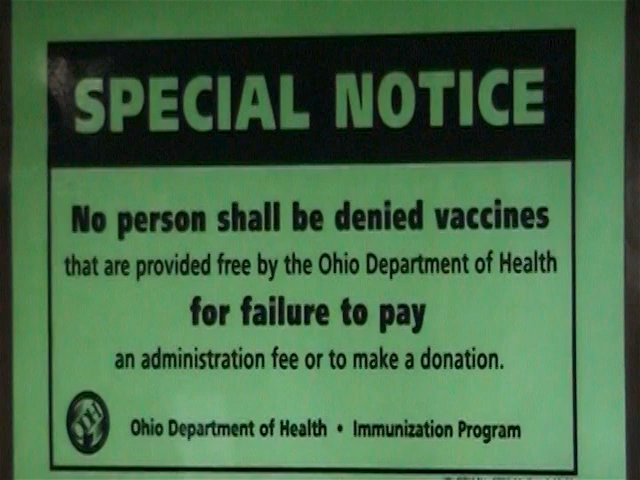 SPECIAL NOTICE
No person shall be denied vaccines
that are provided free by the Ohio Department of Health
for failure to pay
an administration fee or to make a donation.
Ohio Department of Health • Immunization Program